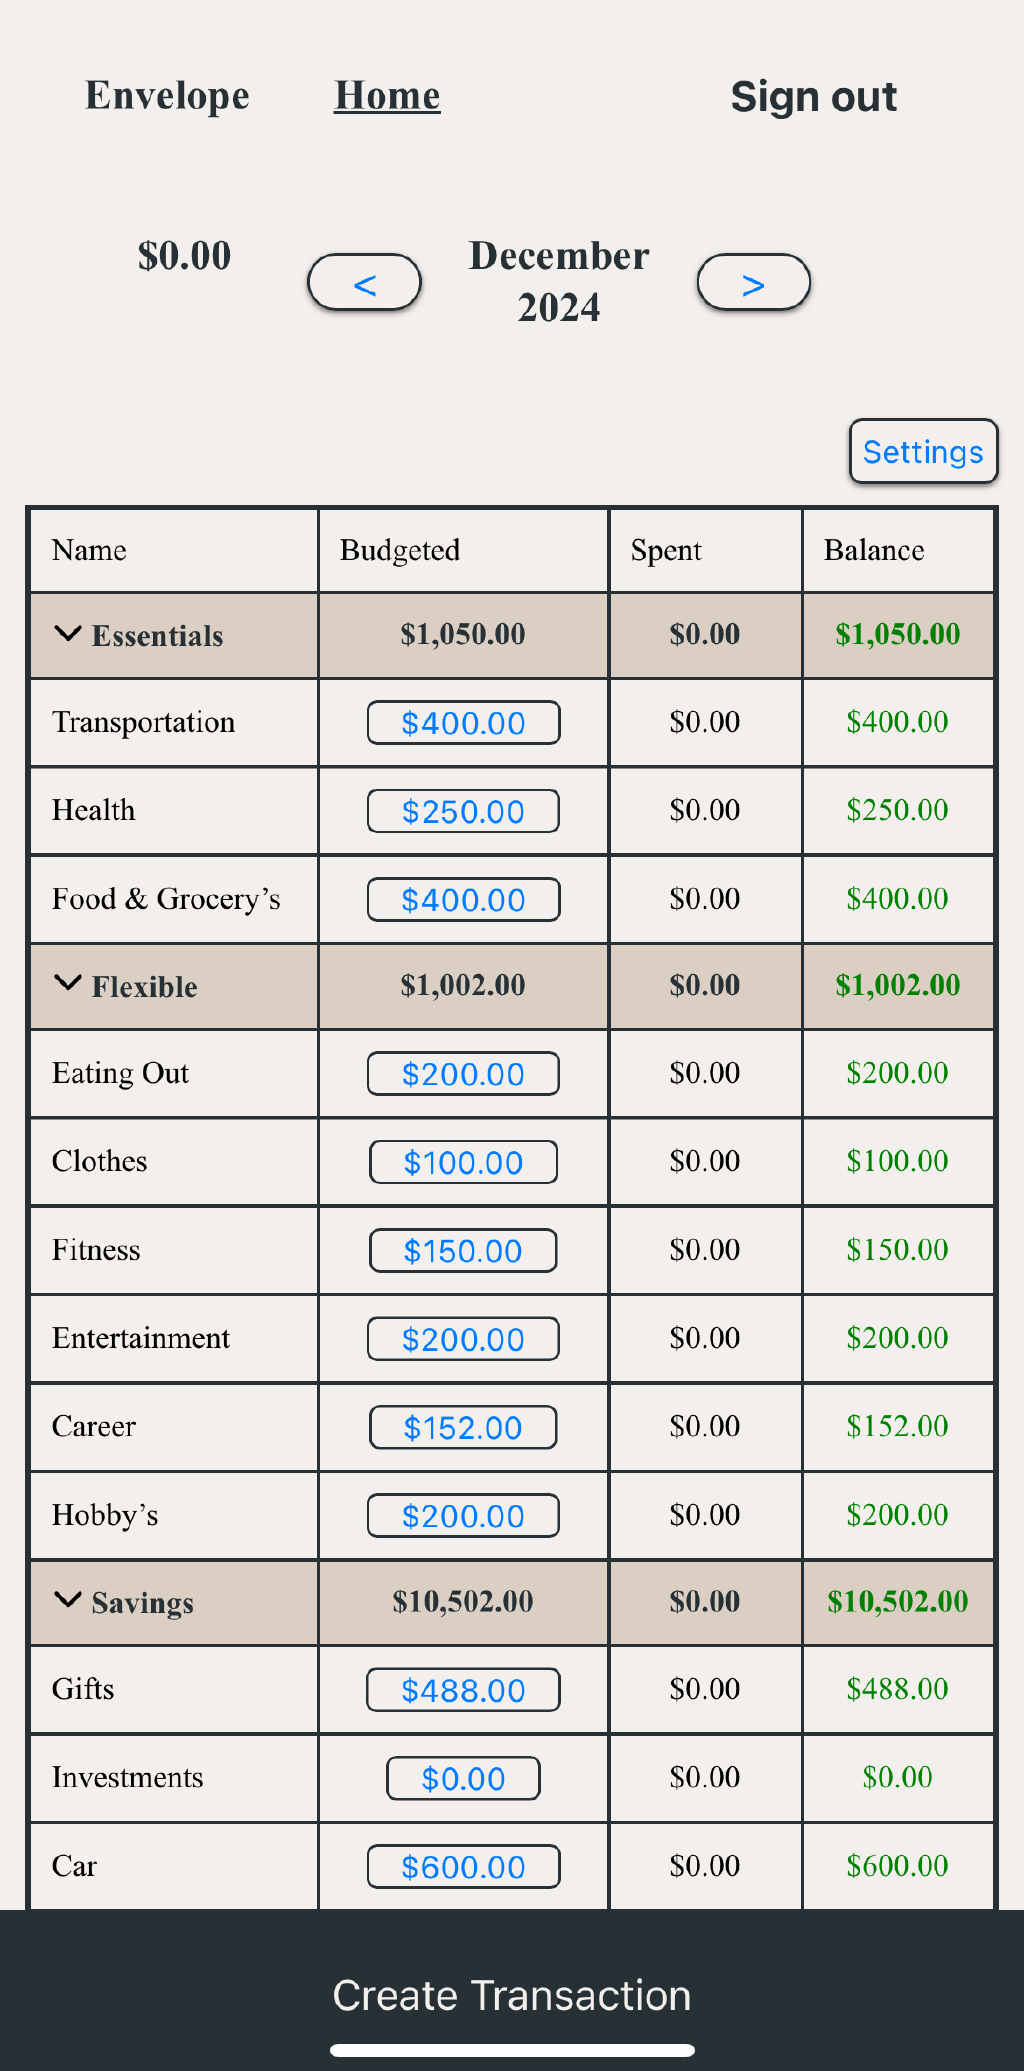 Envelope Home Sign out
$0.00 < December 2024 >
Settings
Name Budgeted Spent Balance
Essentials $1,050.00 $0.00 $1,050.00
Transportation $400.00 $0.00 $400.00
Health $250.00 $0.00 $250.00
Food & Grocery’s $400.00 $0.00 $400.00
Flexible $1,002.00 $0.00 $1,002.00
Eating Out $200.00 $0.00 $200.00
Clothes $100.00 $0.00 $100.00
Fitness $150.00 $0.00 $150.00
Entertainment $200.00 $0.00 $200.00
Career $152.00 $0.00 $152.00
Hobby’s $200.00 $0.00 $200.00
Savings $10,502.00 $0.00 $10,502.00
Gifts $488.00 $0.00 $488.00
Investments $0.00 $0.00 $0.00
Car $600.00 $0.00 $600.00
Create Transaction